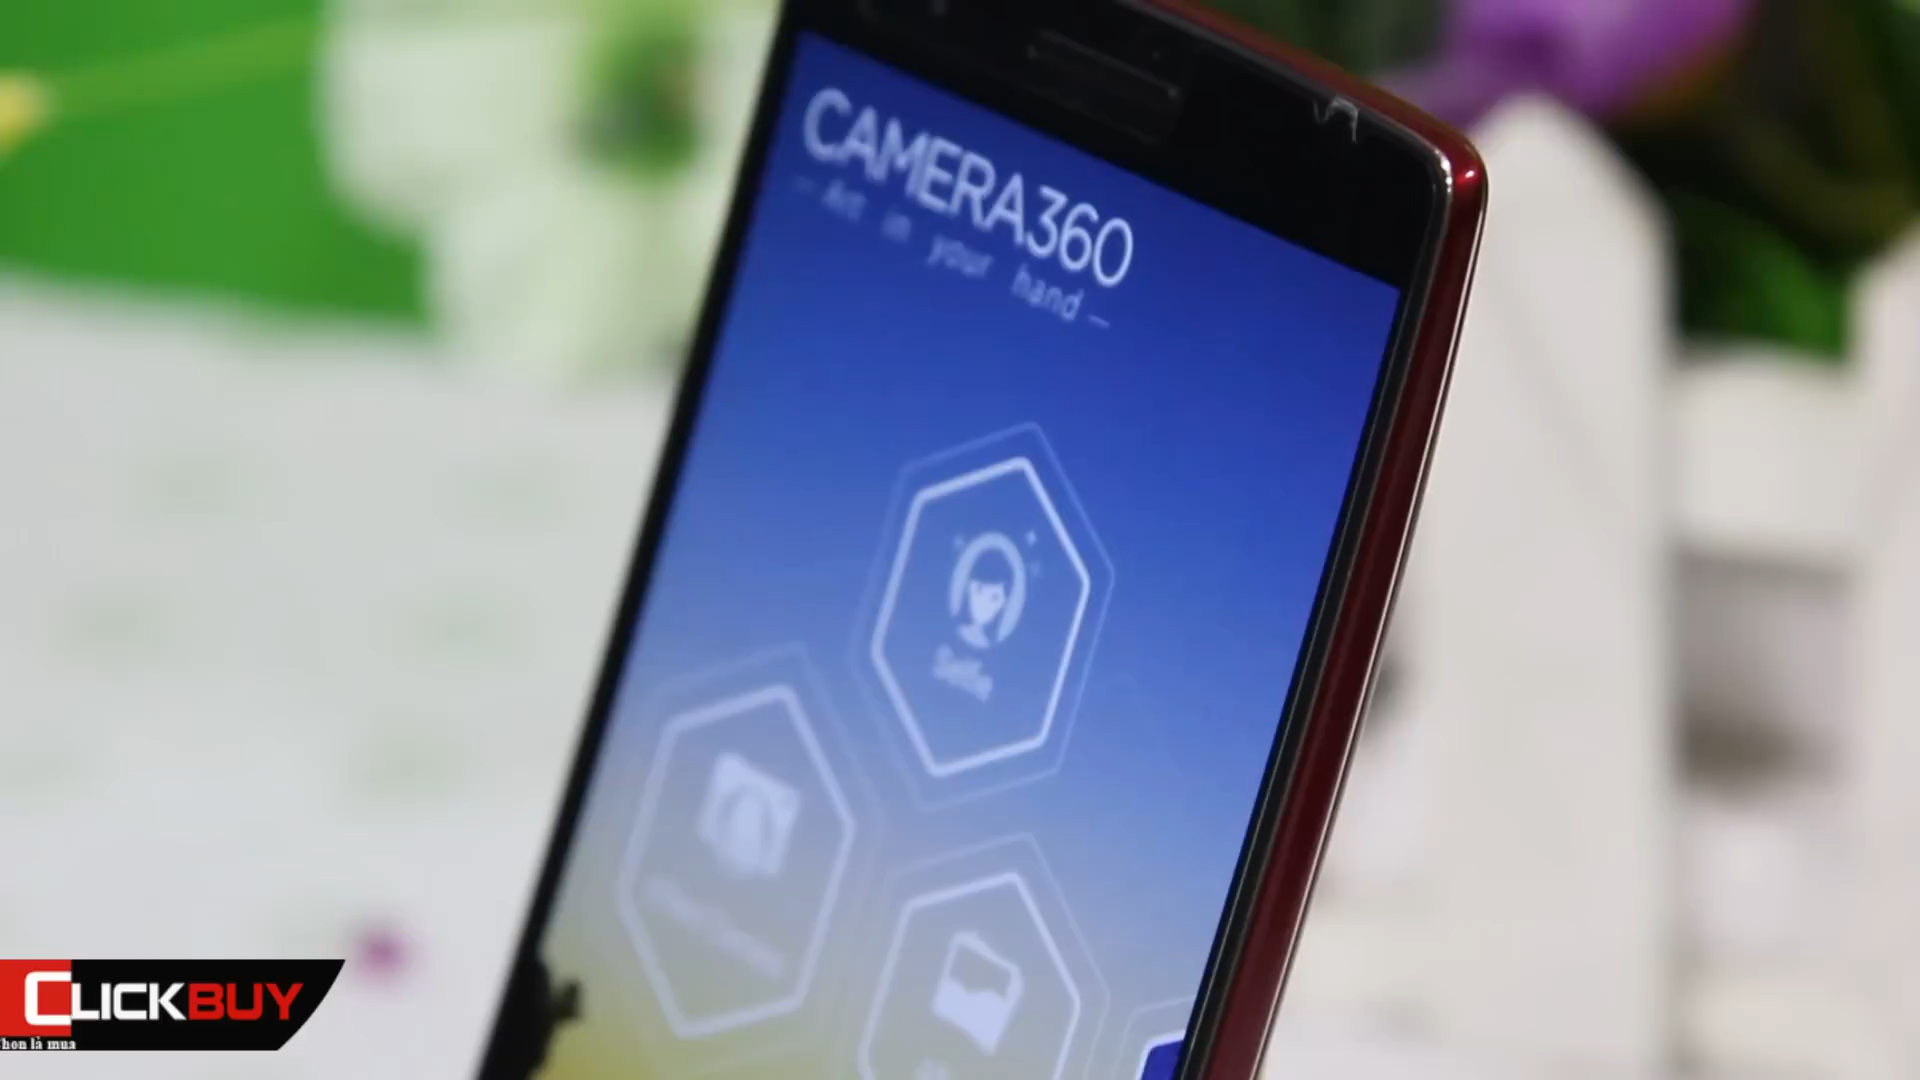 CAMERA360
— Art in your hand —
Selfie
CLICKBUY
Chọn là mua